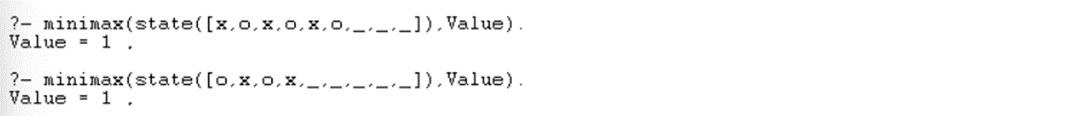 ?- minimax(state([x,o,x,o,x,o,_,_,_]),Value).
Value = 1 .
?- minimax(state([o,x,o,x,_,_,_,_,_]),Value).
Value = 1 .